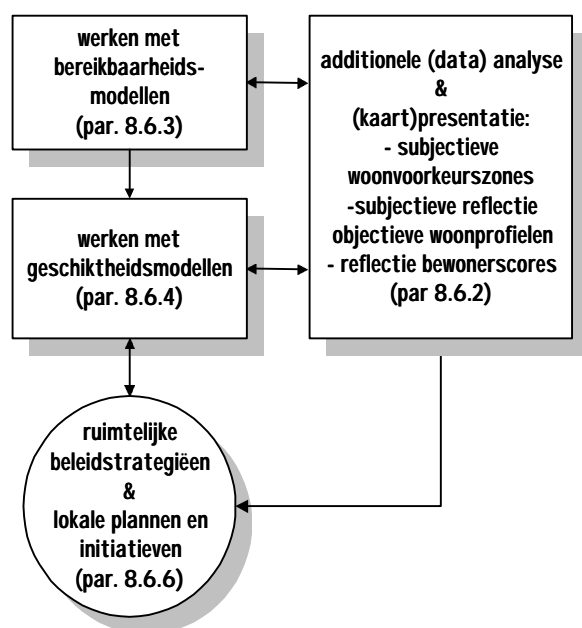 werken met
bereikbaarheids-
modellen
(par. 8.6.3)
additionele (data) analyse
&
(kaart)presentatie:
- subjectieve
woonvoorkeurszones
-subjectieve reflectie
objectieve woonprofielen
- reflectie bewonerscores
(par 8.6.2)
werken met
geschiktheidsmodellen
(par. 8.6.4)
ruimtelijke
beleidstrategiëen
&
lokale plannen en
initiatieven
(par. 8.6.6)